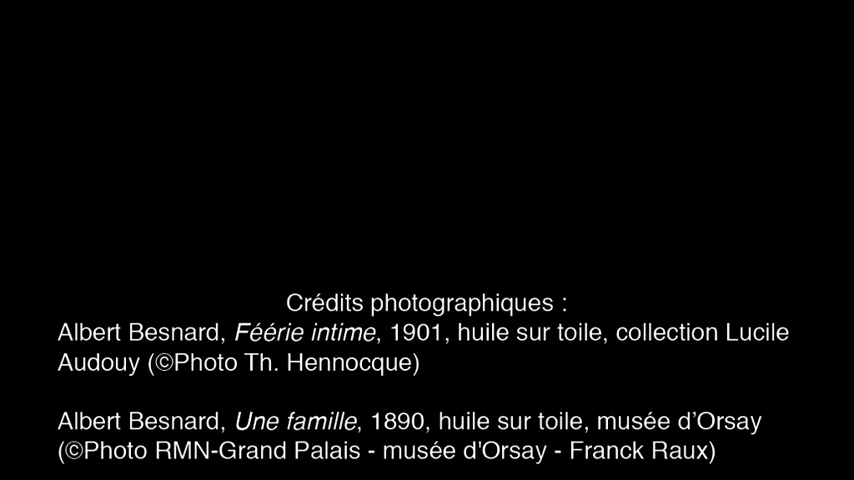 Crédits photographiques :
Albert Besnard, Féérie intime, 1901, huile sur toile, collection Lucile
Audouy (©Photo Th. Hennocque)
Albert Besnard, Une famille, 1890, huile sur toile, musée d’Orsay
(©Photo RMN-Grand Palais - musée d'Orsay - Franck Raux)